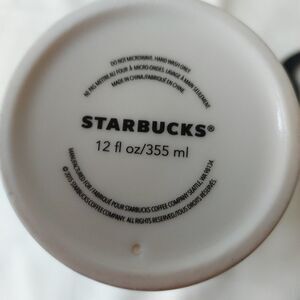 DO NOT MICROWAVE, HAND WASH ONLY
NE PAS METTRE AU FOUR À MICRO-ONDES. LAVAGE À MAIN SEULEMENT
MADE IN CHINA/FABRIQUÉ EN CHINE
STARBUCKS®
12 fl oz/355 ml
MANUFACTURED FOR / FABRIQUÉ POUR STARBUCKS COFFEE COMPANY SEATTLE, WA 98134
© 2015 STARBUCKS COFFEE COMPANY. ALL RIGHTS RESERVED./TOUS DROITS RÉSERVÉS